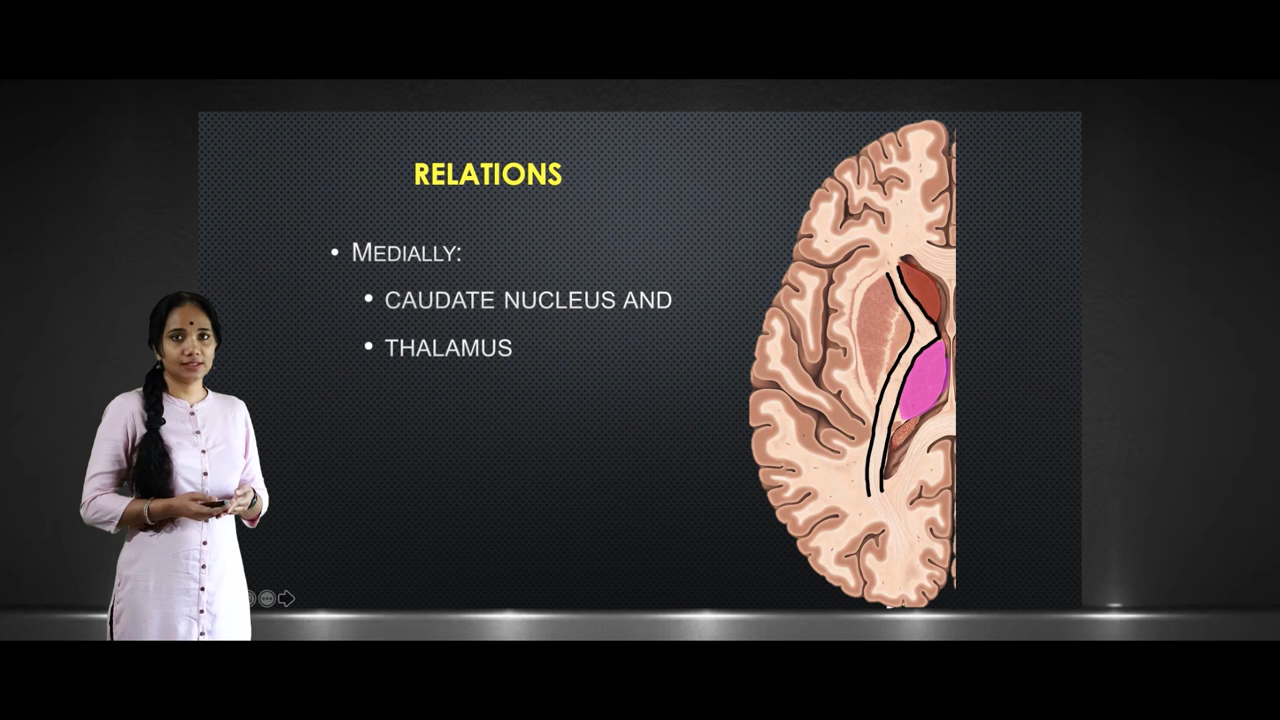 RELATIONS
• MEDIALLY:
• CAUDATE NUCLEUS AND
• THALAMUS